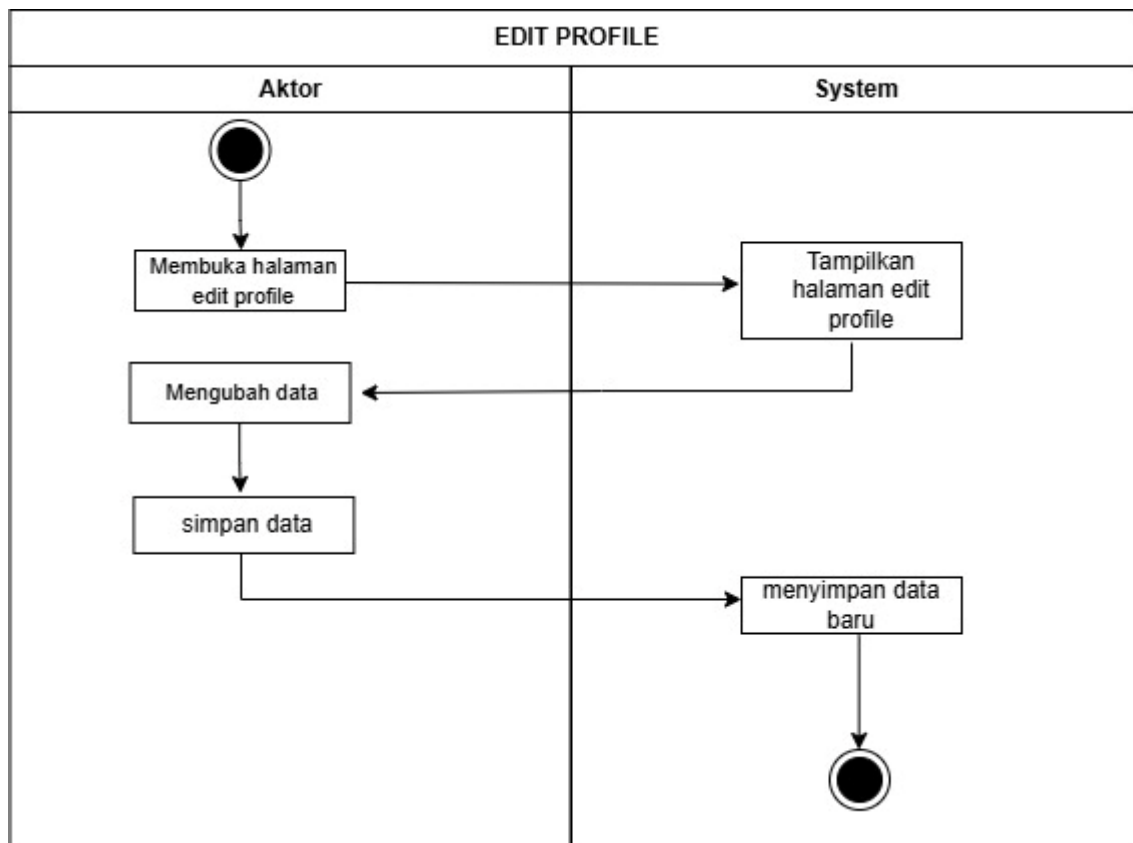 EDIT PROFILE
Aktor
System
Membuka halaman
edit profile
Tampilkan
halaman edit
profile
Mengubah data
simpan data
menyimpan data
baru